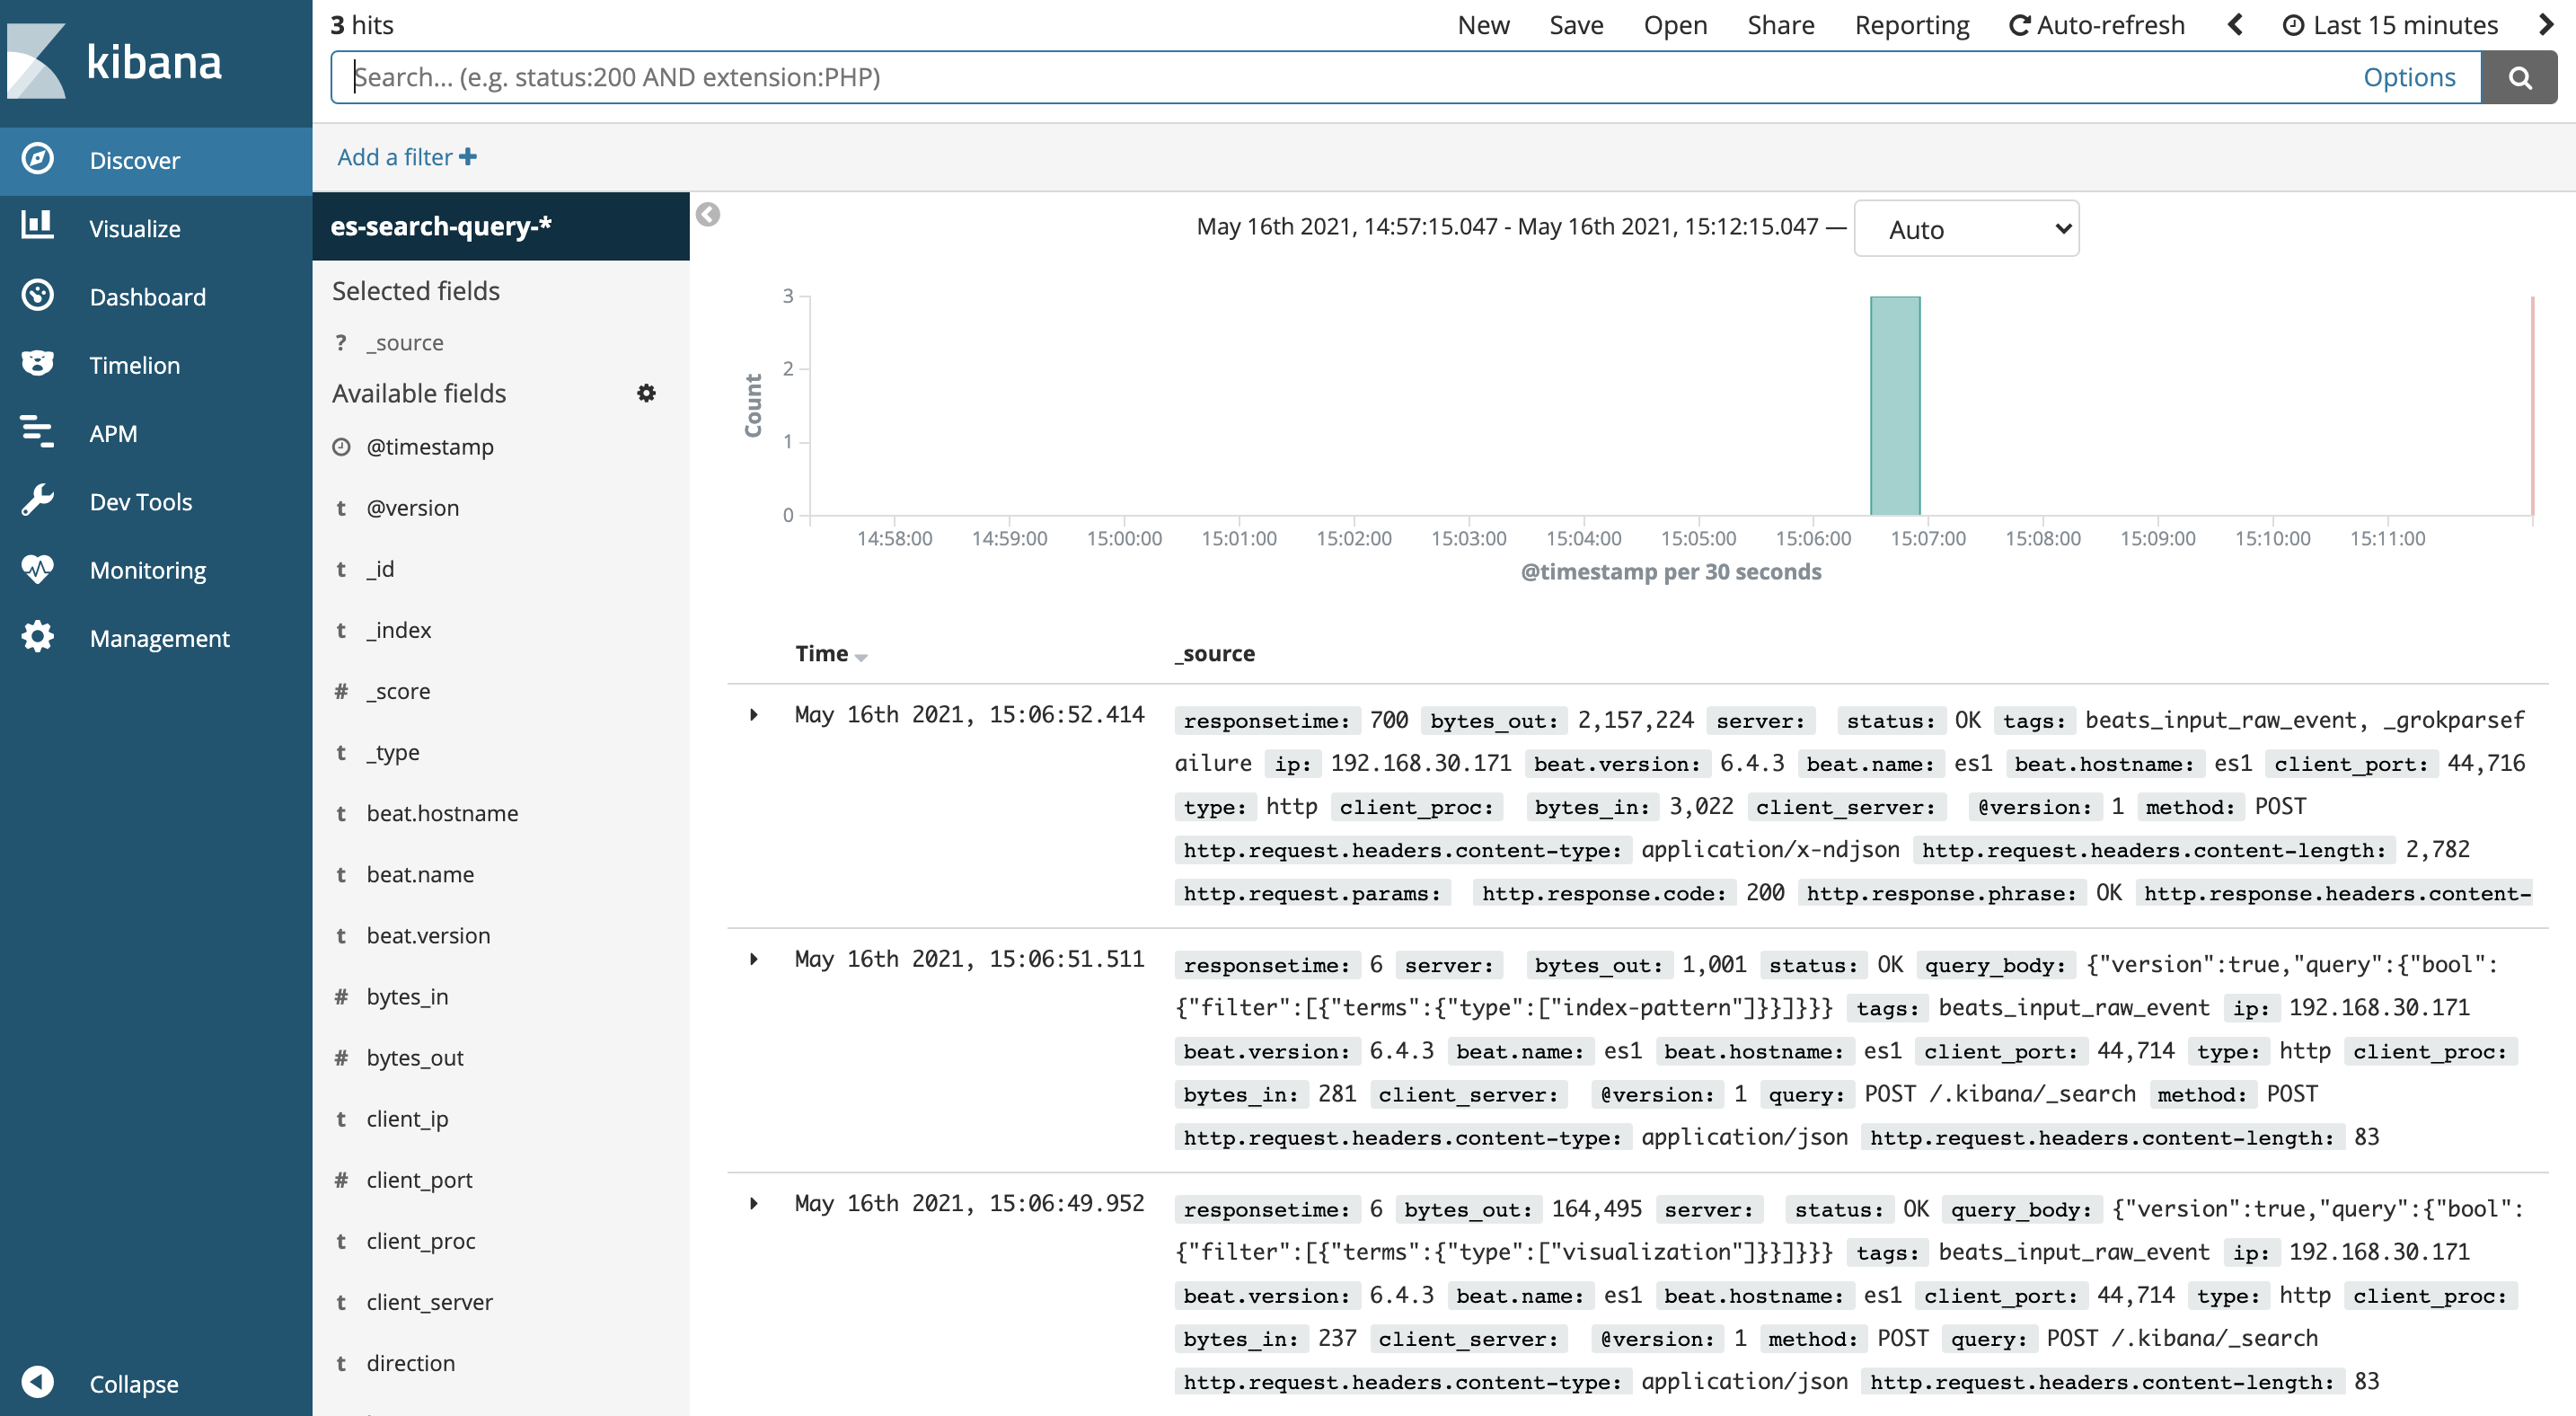 kibana
Discover
Visualize
Dashboard
Timelion
APM
Dev Tools
Monitoring
Management
Collapse
3 hits
New Save Open Share Reporting Auto-refresh Last 15 minutes
Search... (e.g. status:200 AND extension:PHP) Options
Add a filter
es-search-query-*
Selected fields
? _source
Available fields
@timestamp
t @version
t _id
t _index
# _score
t _type
t beat.hostname
t beat.name
t beat.version
# bytes_in
# bytes_out
t client_ip
# client_port
t client_proc
t client_server
t direction
May 16th 2021, 14:57:15.047 - May 16th 2021, 15:12:15.047 — Auto
3
2
1
0
Count
14:58:00 14:59:00 15:00:00 15:01:00 15:02:00 15:03:00 15:04:00 15:05:00 15:06:00 15:07:00 15:08:00 15:09:00 15:10:00 15:11:00
@timestamp per 30 seconds
Time _source
May 16th 2021, 15:06:52.414 responsetime: 700 bytes_out: 2,157,224 server: status: OK tags: beats_input_raw_event, _grokparsef
ailure ip: 192.168.30.171 beat.version: 6.4.3 beat.name: es1 beat.hostname: es1 client_port: 44,716
type: http client_proc: bytes_in: 3,022 client_server: @version: 1 method: POST
http.request.headers.content-type: application/x-ndjson http.request.headers.content-length: 2,782
http.request.params: http.response.code: 200 http.response.phrase: OK http.response.headers.content-
May 16th 2021, 15:06:51.511 responsetime: 6 server: bytes_out: 1,001 status: OK query_body: {"version":true,"query":{"bool":
{"filter":[{"terms":{"type":["index-pattern"]}}]}}} tags: beats_input_raw_event ip: 192.168.30.171
beat.version: 6.4.3 beat.name: es1 beat.hostname: es1 client_port: 44,714 type: http client_proc:
bytes_in: 281 client_server: @version: 1 query: POST /.kibana/_search method: POST
http.request.headers.content-type: application/json http.request.headers.content-length: 83
May 16th 2021, 15:06:49.952 responsetime: 6 bytes_out: 164,495 server: status: OK query_body: {"version":true,"query":{"bool":
{"filter":[{"terms":{"type":["visualization"]}}]}}} tags: beats_input_raw_event ip: 192.168.30.171
beat.version: 6.4.3 beat.name: es1 beat.hostname: es1 client_port: 44,714 type: http client_proc:
bytes_in: 237 client_server: @version: 1 method: POST query: POST /.kibana/_search
http.request.headers.content-type: application/json http.request.headers.content-length: 83